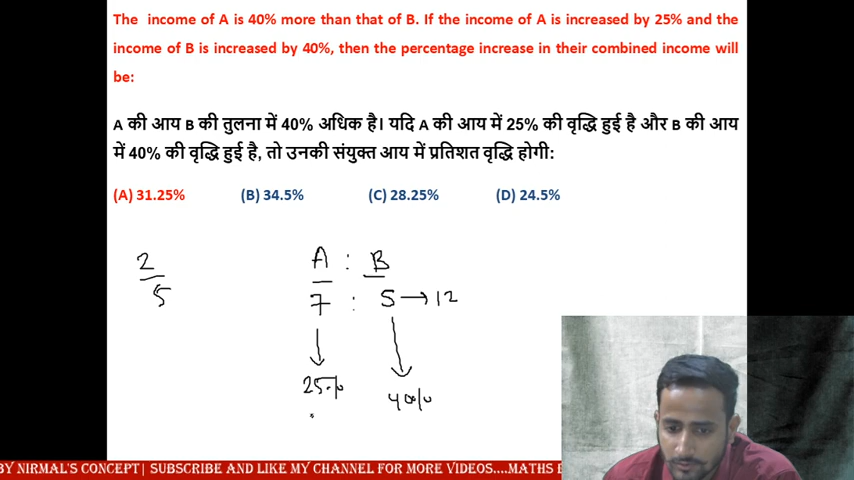 The income of A is 40% more than that of B. If the income of A is increased by 25% and the
income of B is increased by 40%, then the percentage increase in their combined income will
be:
A की आय B की तुलना में 40% अधिक है। यदि A की आय में 25% की वृद्धि हुई है और B की आय
में 40% की वृद्धि हुई है, तो उनकी संयुक्त आय में प्रतिशत वृद्धि होगी:
(A) 31.25% (B) 34.5% (C) 28.25% (D) 24.5%
2
5
A : B
7 : 5 → 12
25% 40%
BY NIRMAL'S CONCEPT| SUBSCRIBE AND LIKE MY CHANNEL FOR MORE VIDEOS....MATHS